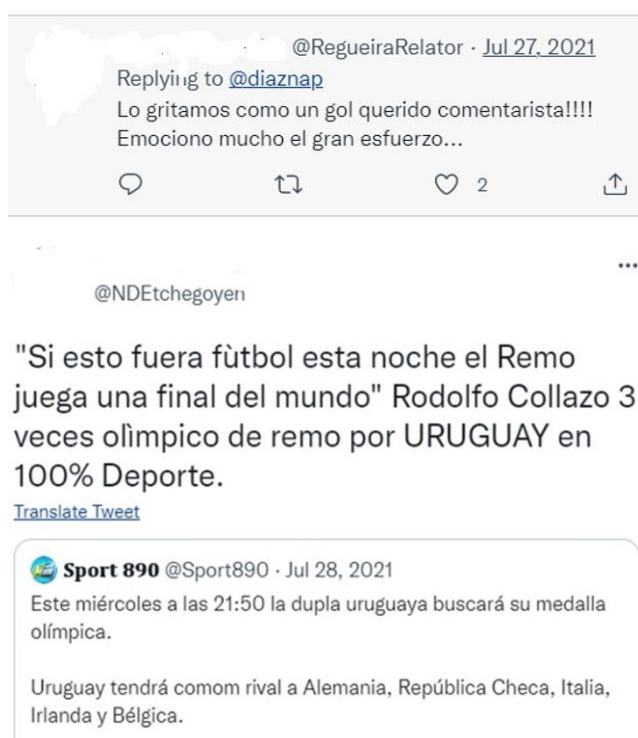 @RegueiraRelator · Jul 27, 2021
Replying to @diaznap
Lo gritamos como un gol querido comentarista!!!!
Emociono mucho el gran esfuerzo...
2
@NDEtchegoyen
"Si esto fuera fùtbol esta noche el Remo
juega una final del mundo" Rodolfo Collazo 3
veces olìmpico de remo por URUGUAY en
100% Deporte.
Translate Tweet
Sport 890 @Sport890 · Jul 28, 2021
Este miércoles a las 21:50 la dupla uruguaya buscará su medalla
olímpica.
Uruguay tendrá comom rival a Alemania, República Checa, Italia,
Irlanda y Bélgica.